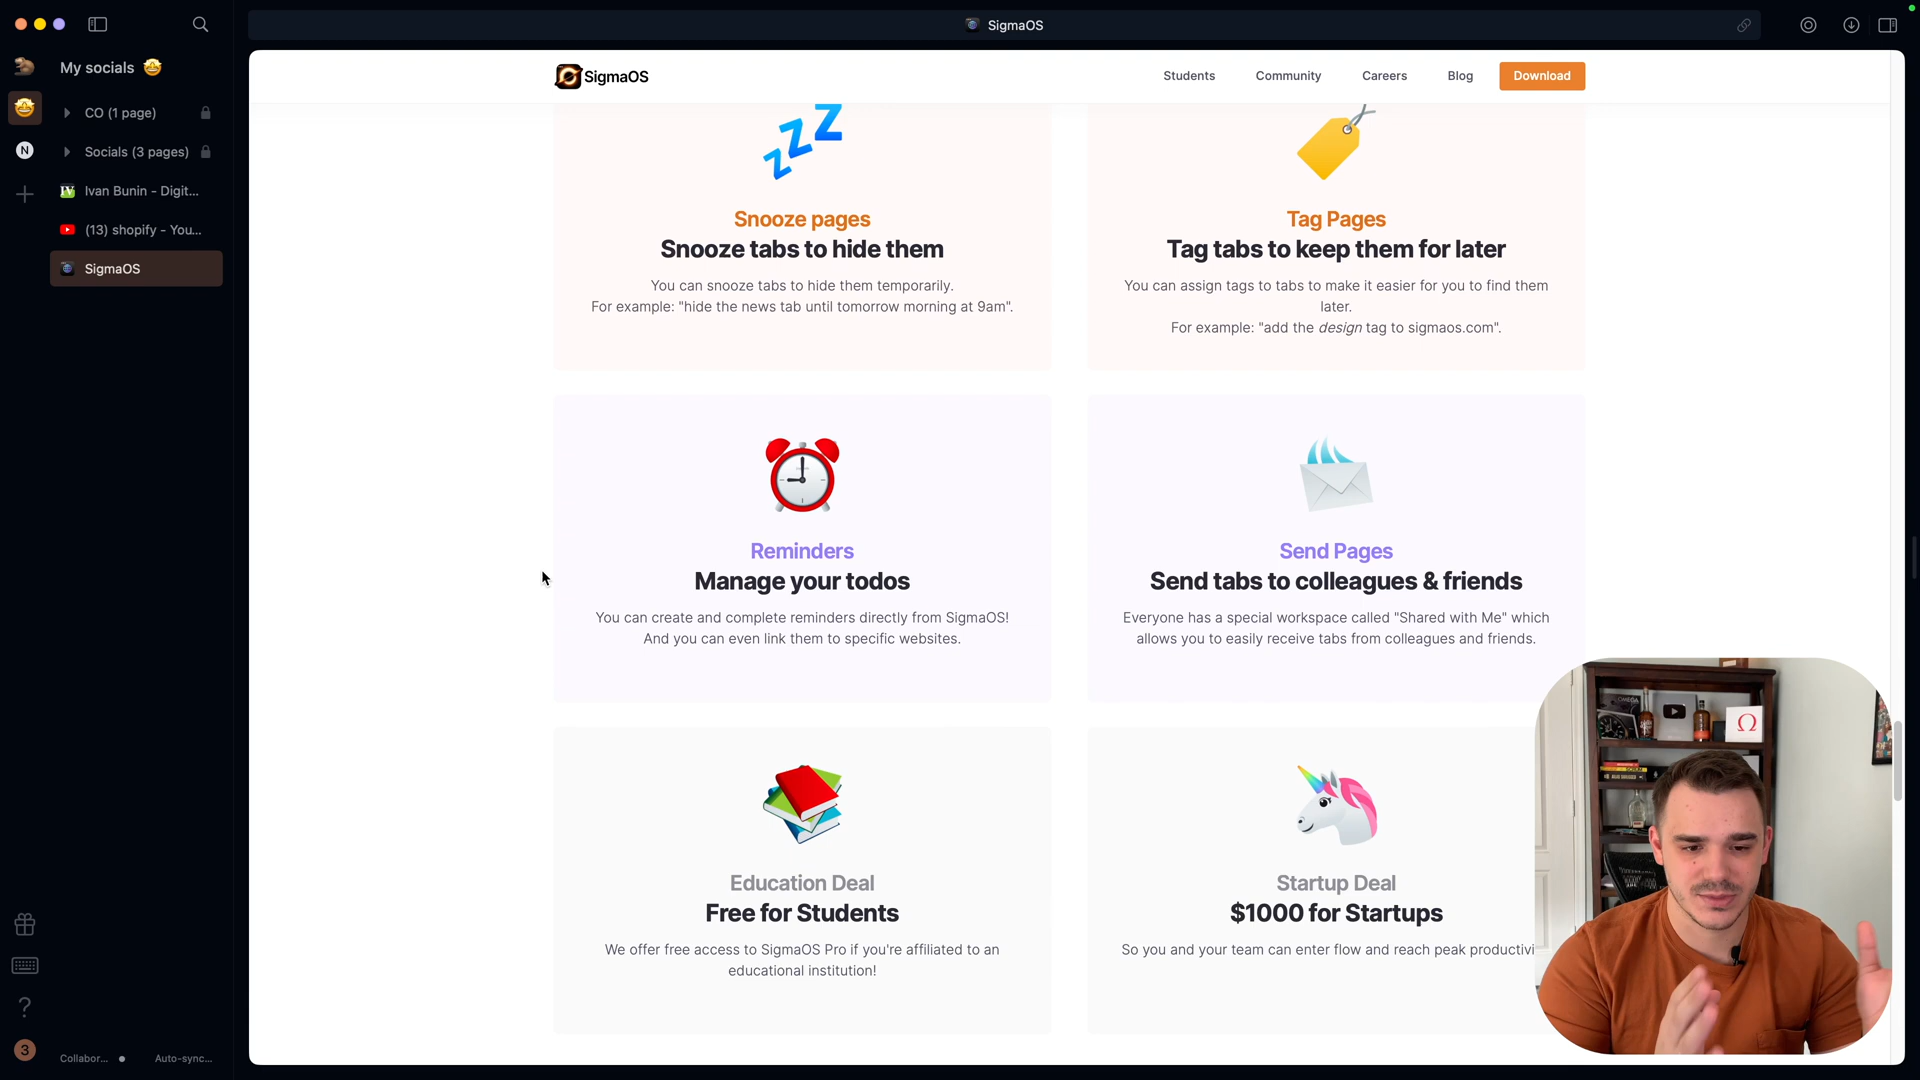 SigmaOS
My socials
CO (1 page)
Socials (3 pages)
N
Ivan Bunin - Digit...
(13) shopify - You...
SigmaOS
?
3
Collabor...
Auto-sync...
SigmaOS
Students
Community
Careers
Blog
Download
Snooze pages
Snooze tabs to hide them
You can snooze tabs to hide them temporarily.
For example: "hide the news tab until tomorrow morning at 9am".
Tag Pages
Tag tabs to keep them for later
You can assign tags to tabs to make it easier for you to find them
later.
For example: "add the design tag to sigmaos.com".
Reminders
Manage your todos
You can create and complete reminders directly from SigmaOS!
And you can even link them to specific websites.
Send Pages
Send tabs to colleagues & friends
Everyone has a special workspace called "Shared with Me" which
allows you to easily receive tabs from colleagues and friends.
Education Deal
Free for Students
We offer free access to SigmaOS Pro if you're affiliated to an
educational institution!
Startup Deal
$1000 for Startups
So you and your team can enter flow and reach peak productivi
Ω